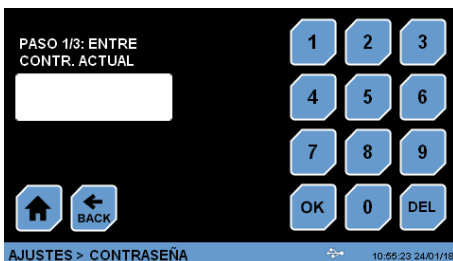 PASO 1/3: ENTRE
CONTR. ACTUAL
1 2 3
4 5 6
7 8 9
BACK
OK 0 DEL
AJUSTES > CONTRASEÑA
10:55:23 24/01/18